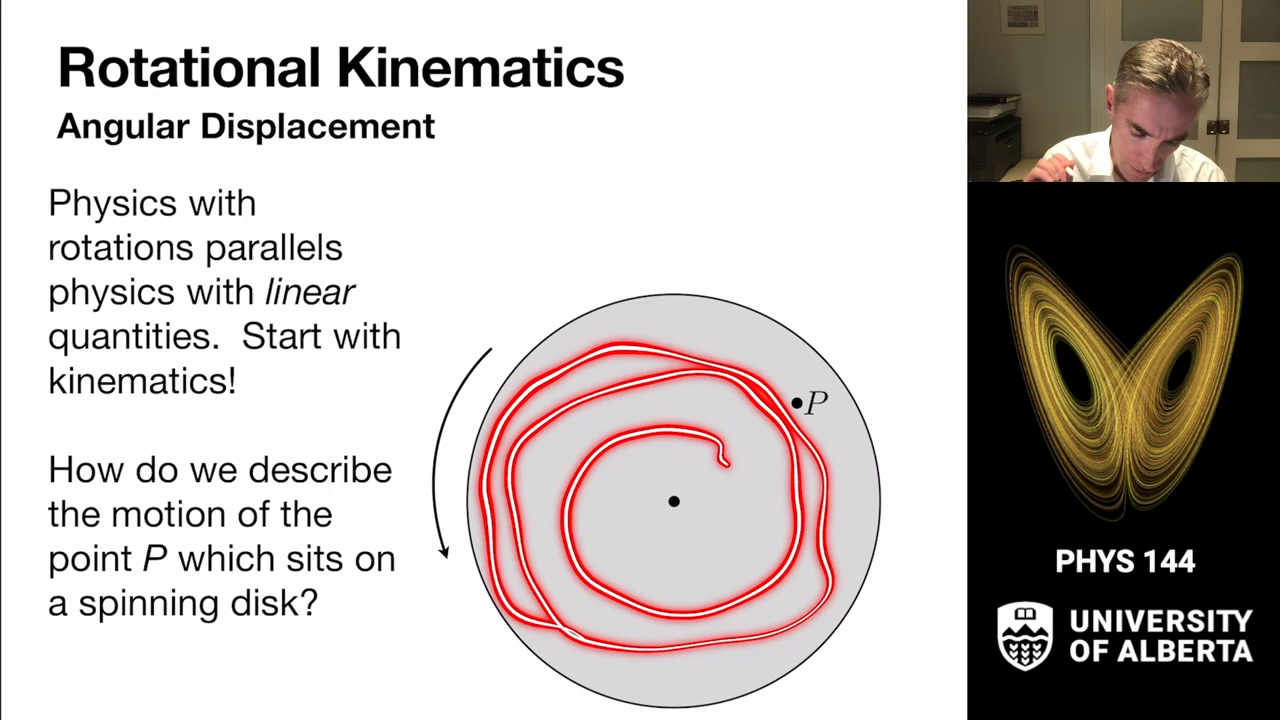 Rotational Kinematics
Angular Displacement
Physics with
rotations parallels
physics with linear
quantities. Start with
kinematics!
How do we describe
the motion of the
point P which sits on
a spinning disk?
P
PHYS 144
UNIVERSITY
OF ALBERTA